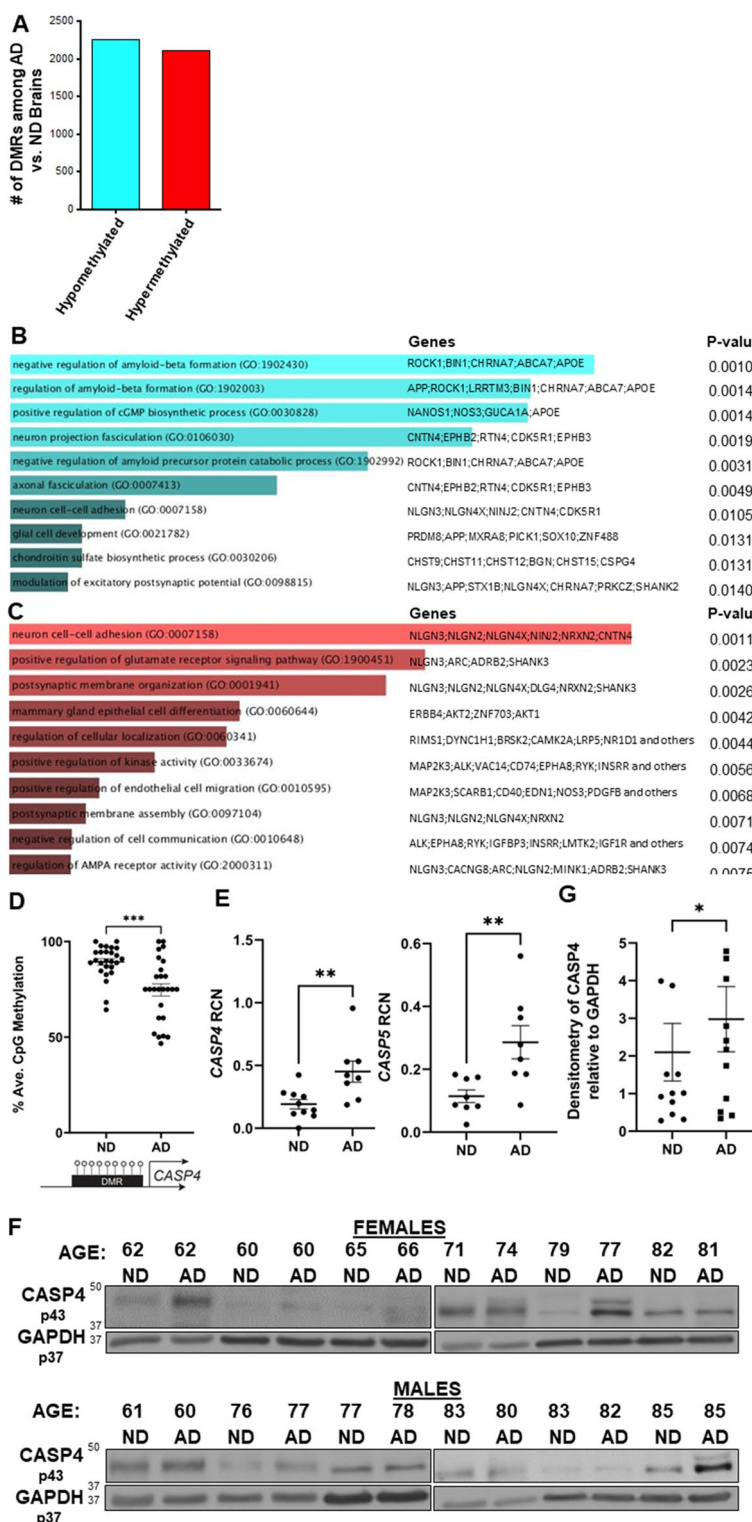 A
# of DMRs among AD
vs. ND Brains
2500
2000
1500
1000
500
0
Hypomethylated
Hypermethylated
B
Genes P-valu
negative regulation of amyloid-beta formation (GO:1902430) ROCK1;BIN1;CHRNA7;ABCA7;APOE 0.0010
regulation of amyloid-beta formation (GO:1902003) APP;ROCK1;LRRTM3;BIN1;CHRNA7;ABCA7;APOE 0.0014
positive regulation of cGMP biosynthetic process (GO:0030828) NANOS1;NOS3;GUCA1A;APOE 0.0014
neuron projection fasciculation (GO:0106030) CNTN4;EPHB2;RTN4;CDK5R1;EPHB3 0.0019
negative regulation of amyloid precursor protein catabolic process (GO:1902992) ROCK1;BIN1;CHRNA7;ABCA7;APOE 0.0031
axonal fasciculation (GO:0007413) CNTN4;EPHB2;RTN4;CDK5R1;EPHB3 0.0049
neuron cell-cell adhesion (GO:0007158) NLGN3;NLGN4X;NINJ2;CNTN4;CDK5R1 0.0105
glial cell development (GO:0021782) PRDM8;APP;MXRA8;PICK1;SOX10;ZNF488 0.0131
chondroitin sulfate biosynthetic process (GO:0030206) CHST9;CHST11;CHST12;BGN;CHST15;CSPG4 0.0131
modulation of excitatory postsynaptic potential (GO:0098815) NLGN3;APP;STX1B;NLGN4X;CHRNA7;PRKCZ;SHANK2 0.0140
C
Genes P-valu
neuron cell-cell adhesion (GO:0007158) NLGN3;NLGN2;NLGN4X;NINJ2;NRXN2;CNTN4 0.0011
positive regulation of glutamate receptor signaling pathway (GO:1900451) NLGN3;ARC;ADRB2;SHANK3 0.0023
postsynaptic membrane organization (GO:0001941) NLGN3;NLGN2;NLGN4X;DLG4;NRXN2;SHANK3 0.0026
mammary gland epithelial cell differentiation (GO:0060644) ERBB4;AKT2;ZNF703;AKT1 0.0042
regulation of cellular localization (GO:0060341) RIMS1;DYNC1H1;BRSK2;CAMK2A;LRP5;NR1D1 and others 0.0044
positive regulation of kinase activity (GO:0033674) MAP2K3;ALK;VAC14;CD74;EPHA8;RYK;INSRR and others 0.0056
positive regulation of endothelial cell migration (GO:0010595) MAP2K3;SCARB1;CD40;EDN1;NOS3;PDGFB and others 0.0068
postsynaptic membrane assembly (GO:0097104) NLGN3;NLGN2;NLGN4X;NRXN2 0.0071
negative regulation of cell communication (GO:0010648) ALK;EPHA8;RYK;IGFBP3;INSRR;LMTK2;IGF1R and others 0.0074
regulation of AMPA receptor activity (GO:2000311) NLGN3;CACNG8;ARC;NLGN2;MINK1;ADRB2;SHANK3 0.0075
D
% Ave. CpG Methylation
***
100
50
0
ND AD
DMR
CASP4
E
CASP4 RCN
**
1.5
1.0
0.5
0.0
ND AD
CASP5 RCN
**
0.6
0.4
0.2
0.0
ND AD
G
Densitometry of CASP4
relative to GAPDH
*
5
4
3
2
1
0
ND AD
F
FEMALES
AGE: 62 62 60 60 65 66 71 74 79 77 82 81
ND AD ND AD ND AD ND AD ND AD ND AD
CASP4 50
p43 37
GAPDH 37
p37
MALES
AGE: 61 60 76 77 77 78 83 80 83 82 85 85
ND AD ND AD ND AD ND AD ND AD ND AD
CASP4 50
p43 37
GAPDH 37
p37